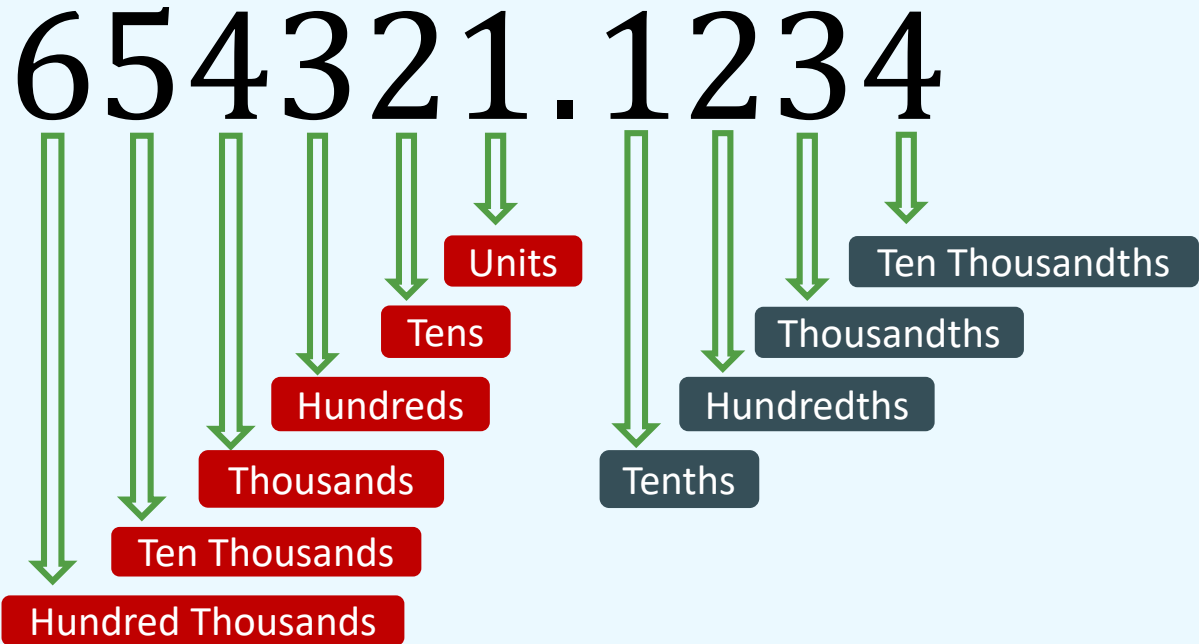 654321.1234
Units
Ten Thousandths
Tens
Thousandths
Hundreds
Hundredths
Thousands
Tenths
Ten Thousands
Hundred Thousands